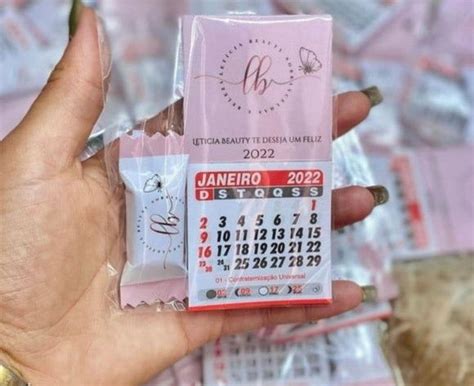 lb
LETICIA BEAUTY TE DESEJA UM FELIZ
2022
JANEIRO 2022
D S T Q Q S S
1
2 3 4 5 6 7 8
9 10 11 12 13 14 15
16 17 18 19 20 21 22
23 30 24 31 25 26 27 28 29
01 - Confraternização Universal
lb